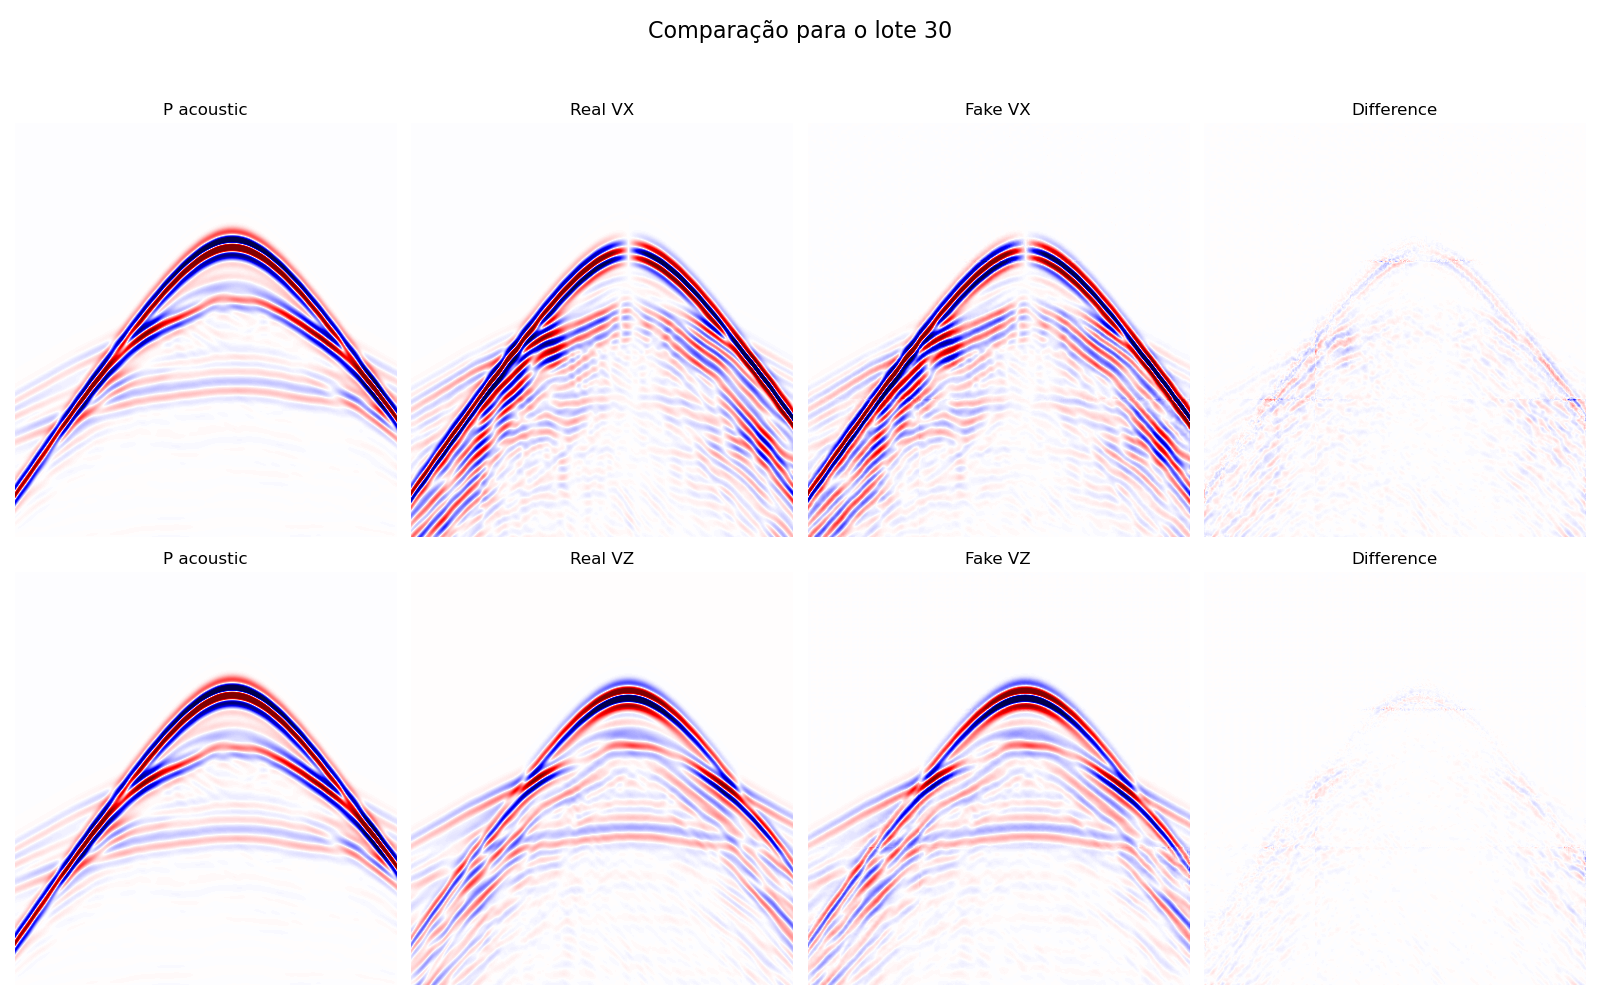 Comparação para o lote 30
P acoustic
Real VX
Fake VX
Difference
P acoustic
Real VZ
Fake VZ
Difference